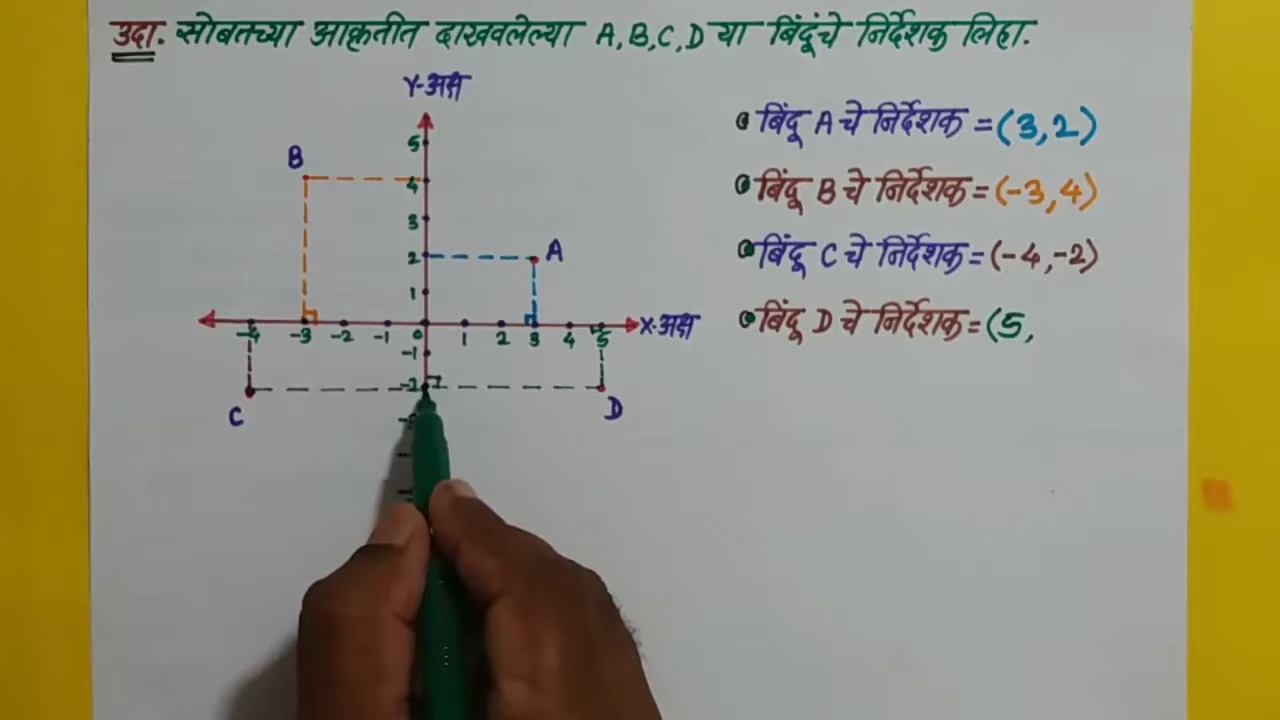 उदा. सोबतच्या आकृतीत दाखवलेल्या A, B, C, D या बिंदूंचे निर्देशक लिहा.
Y-अक्ष
5
B
4
3
2
A
1
-4 -3 -2 -1 0 1 2 3 4 5 X-अक्ष
-1
-2
C
D
बिंदू A चे निर्देशक = (3, 2)
बिंदू B चे निर्देशक = (-3, 4)
बिंदू C चे निर्देशक = (-4, -2)
बिंदू D चे निर्देशक = (5,